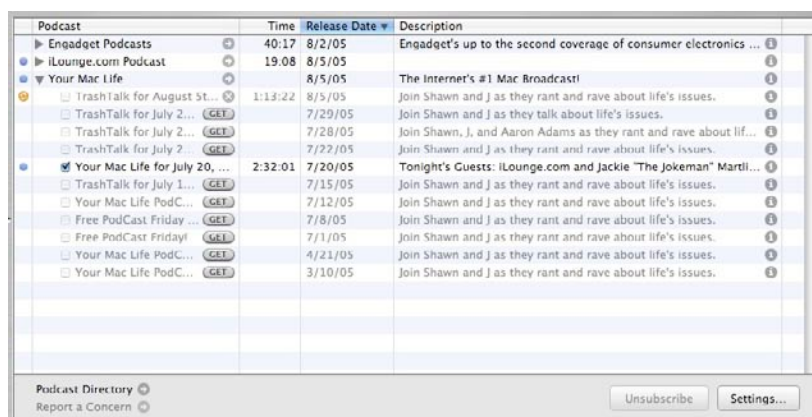 Podcast Time Release Date Description
Engadget Podcasts 40:17 8/2/05 Engadget's up to the second coverage of consumer electronics ...
iLounge.com Podcast 19.08 8/5/05
Your Mac Life 8/5/05 The Internet's #1 Mac Broadcast!
TrashTalk for August 5t... 1:13:22 8/5/05 Join Shawn and J as they rant and rave about life's issues.
TrashTalk for July 2... GET 7/29/05 Join Shawn and J as they talk about life's issues.
TrashTalk for July 2... GET 7/28/05 Join Shawn, J, and Aaron Adams as they rant and rave about lif...
TrashTalk for July 2... GET 7/22/05 Join Shawn and J as they rant and rave about life's issues.
Your Mac Life for July 20, ... 2:32:01 7/20/05 Tonight's Guests: iLounge.com and Jackie "The Jokeman" Martli...
TrashTalk for July 1... GET 7/15/05 Join Shawn and J as they rant and rave about life's issues.
Your Mac Life PodC... GET 7/12/05 Join Shawn and J as they rant and rave about life's issues.
Free PodCast Friday ... GET 7/8/05 Join Shawn and J as they rant and rave about life's issues.
Free PodCast Friday! GET 7/1/05 Join Shawn and J as they rant and rave about life's issues.
Your Mac Life PodC... GET 4/21/05 Join Shawn and J as they rant and rave about life's issues.
Your Mac Life PodC... GET 3/10/05 Join Shawn and J as they rant and rave about life's issues.
Podcast Directory
Report a Concern
Unsubscribe Settings...